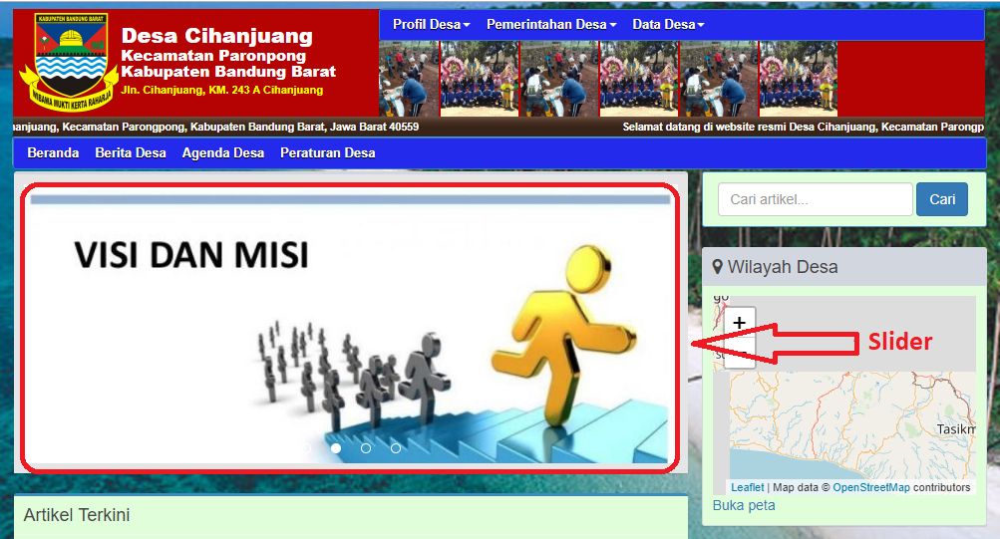 KABUPATEN BANDUNG BARAT
WIBAWA MUKTI KERTA RAHARJA
Desa Cihanjuang
Kecamatan Paronpong
Kabupaten Bandung Barat
Jln. Cihanjuang, KM. 243 A Cihanjuang
Profil Desa Pemerintahan Desa Data Desa
anjuang, Kecamatan Parongpong, Kabupaten Bandung Barat, Jawa Barat 40559 Selamat datang di website resmi Desa Cihanjuang, Kecamatan Parongp
Beranda Berita Desa Agenda Desa Peraturan Desa
VISI DAN MISI
Cari artikel... Cari
Wilayah Desa
go
+
Slider
Tasikm
Leaflet | Map data © OpenStreetMap contributors
Buka peta
Artikel Terkini